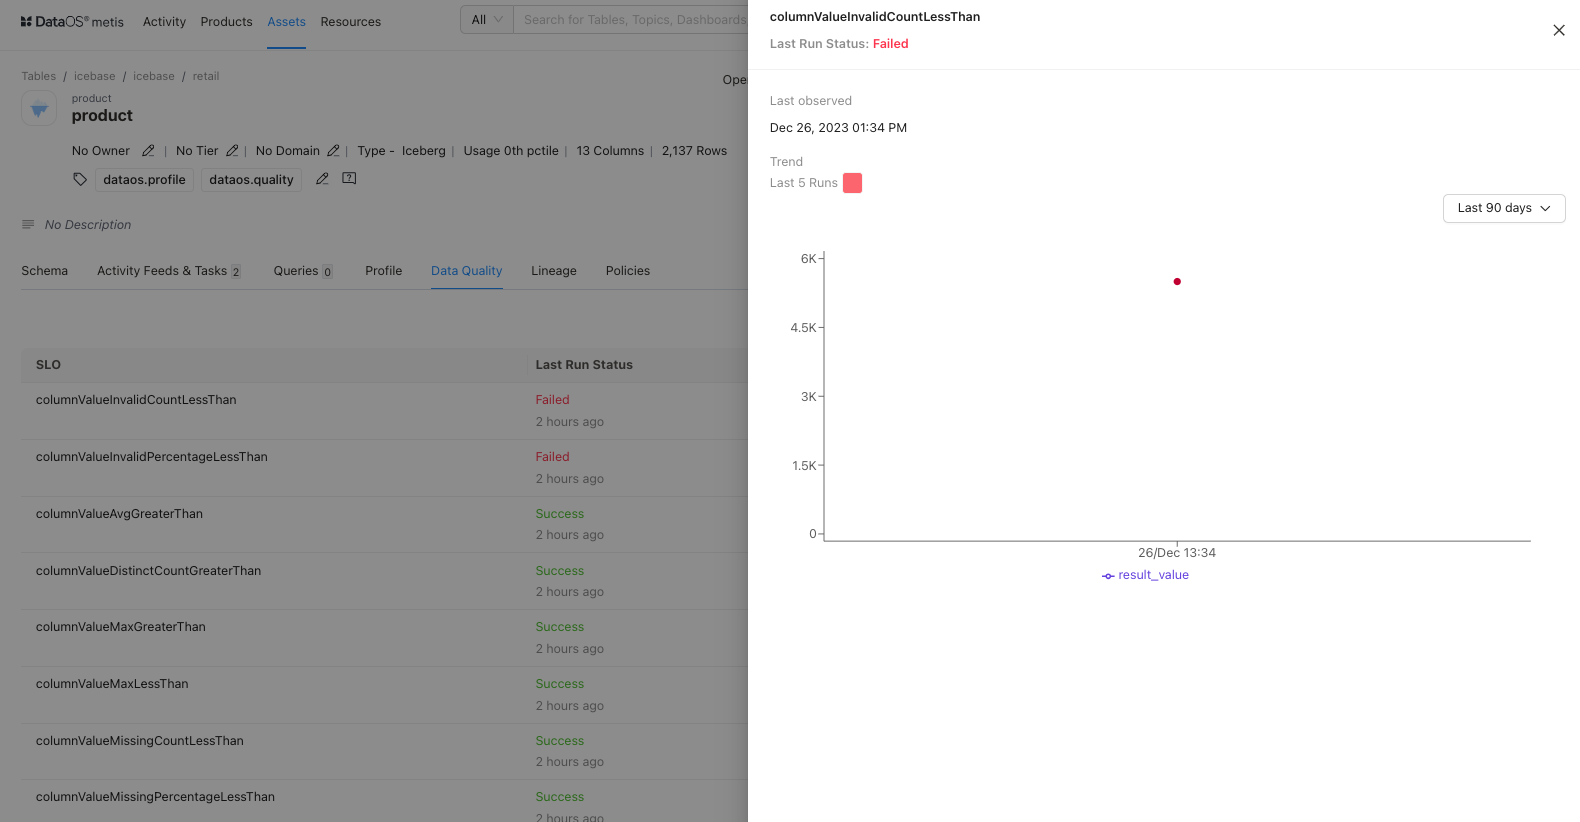 DataOS® metis Activity Products Assets Resources All Search for Tables, Topics, Dashboards
Tables / icebase / icebase / retail
product
product
No Owner | No Tier | No Domain | Type - Iceberg | Usage 0th pctile | 13 Columns | 2,137 Rows
dataos.profile dataos.quality
No Description
Schema Activity Feeds & Tasks 2 Queries 0 Profile Data Quality Lineage Policies
SLO Last Run Status
columnValueInvalidCountLessThan Failed
2 hours ago
columnValueInvalidPercentageLessThan Failed
2 hours ago
columnValueAvgGreaterThan Success
2 hours ago
columnValueDistinctCountGreaterThan Success
2 hours ago
columnValueMaxGreaterThan Success
2 hours ago
columnValueMaxLessThan Success
2 hours ago
columnValueMissingCountLessThan Success
2 hours ago
columnValueMissingPercentageLessThan Success
2 hours ago
columnValueInvalidCountLessThan
Last Run Status: Failed
Last observed
Dec 26, 2023 01:34 PM
Trend
Last 5 Runs
Last 90 days
6K
4.5K
3K
1.5K
0
26/Dec 13:34
result_value